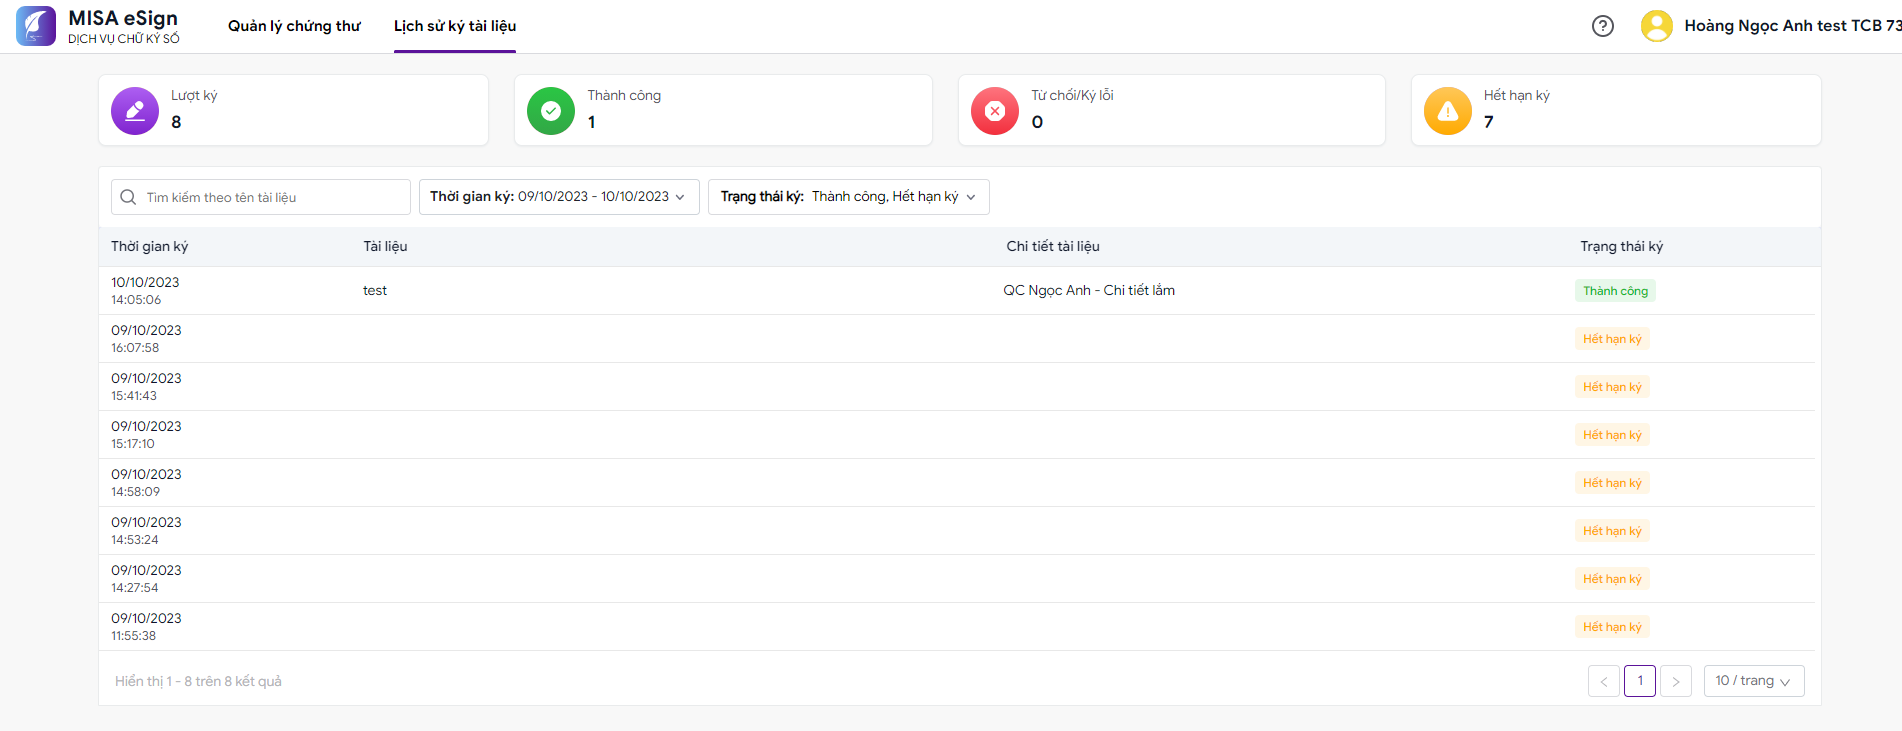 MISA eSign
DỊCH VỤ CHỮ KÝ SỐ
Quản lý chứng thư
Lịch sử ký tài liệu
Hoàng Ngọc Anh test TCB 73
Lượt ký
8
Thành công
1
Từ chối/Ký lỗi
0
Hết hạn ký
7
Tìm kiếm theo tên tài liệu
Thời gian ký: 09/10/2023 - 10/10/2023
Trạng thái ký: Thành công, Hết hạn ký
Thời gian ký
Tài liệu
Chi tiết tài liệu
Trạng thái ký
10/10/2023
14:05:06
test
QC Ngọc Anh - Chi tiết lắm
Thành công
09/10/2023
16:07:58
Hết hạn ký
09/10/2023
15:41:43
Hết hạn ký
09/10/2023
15:17:10
Hết hạn ký
09/10/2023
14:58:09
Hết hạn ký
09/10/2023
14:53:24
Hết hạn ký
09/10/2023
14:27:54
Hết hạn ký
09/10/2023
11:55:38
Hết hạn ký
Hiển thị 1 - 8 trên 8 kết quả
1
10 / trang